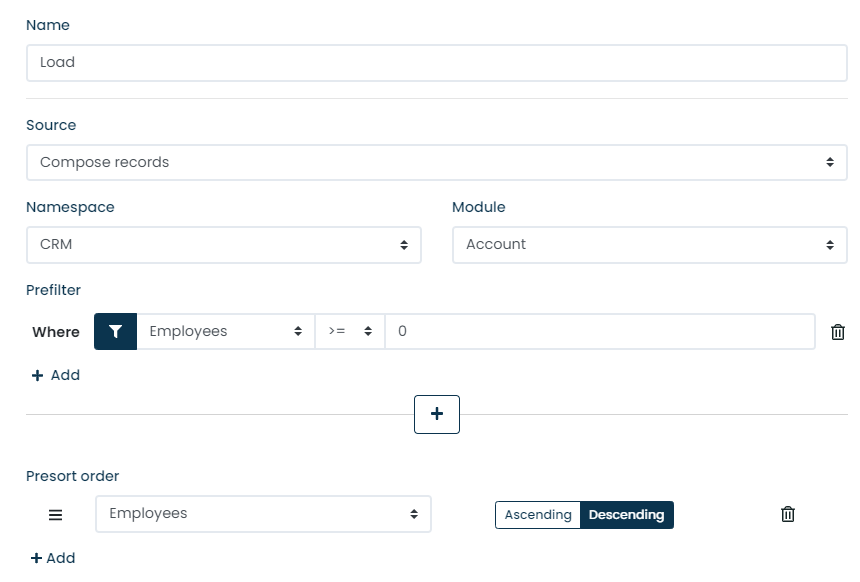 Name
Load
Source
Compose records
Namespace
Module
CRM
Account
Prefilter
Where Employees >= 0
+ Add
+
Presort order
Employees Ascending Descending
+ Add